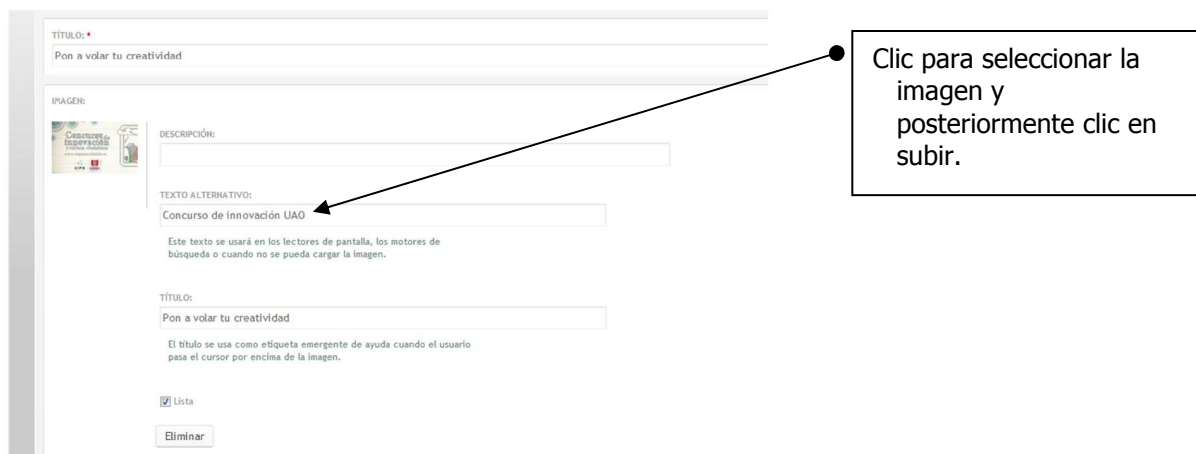 TÍTULO: *
Pon a volar tu creatividad
IMAGEN:
Concurso de
innovación
DESCRIPCIÓN:
TEXTO ALTERNATIVO:
Concurso de innovación UAO
Este texto se usará en los lectores de pantalla, los motores de
búsqueda o cuando no se pueda cargar la imagen.
TÍTULO:
Pon a volar tu creatividad
El título se usa como etiqueta emergente de ayuda cuando el usuario
pasa el cursor por encima de la imagen.
Lista
Eliminar
Clic para seleccionar la
imagen y
posteriormente clic en
subir.